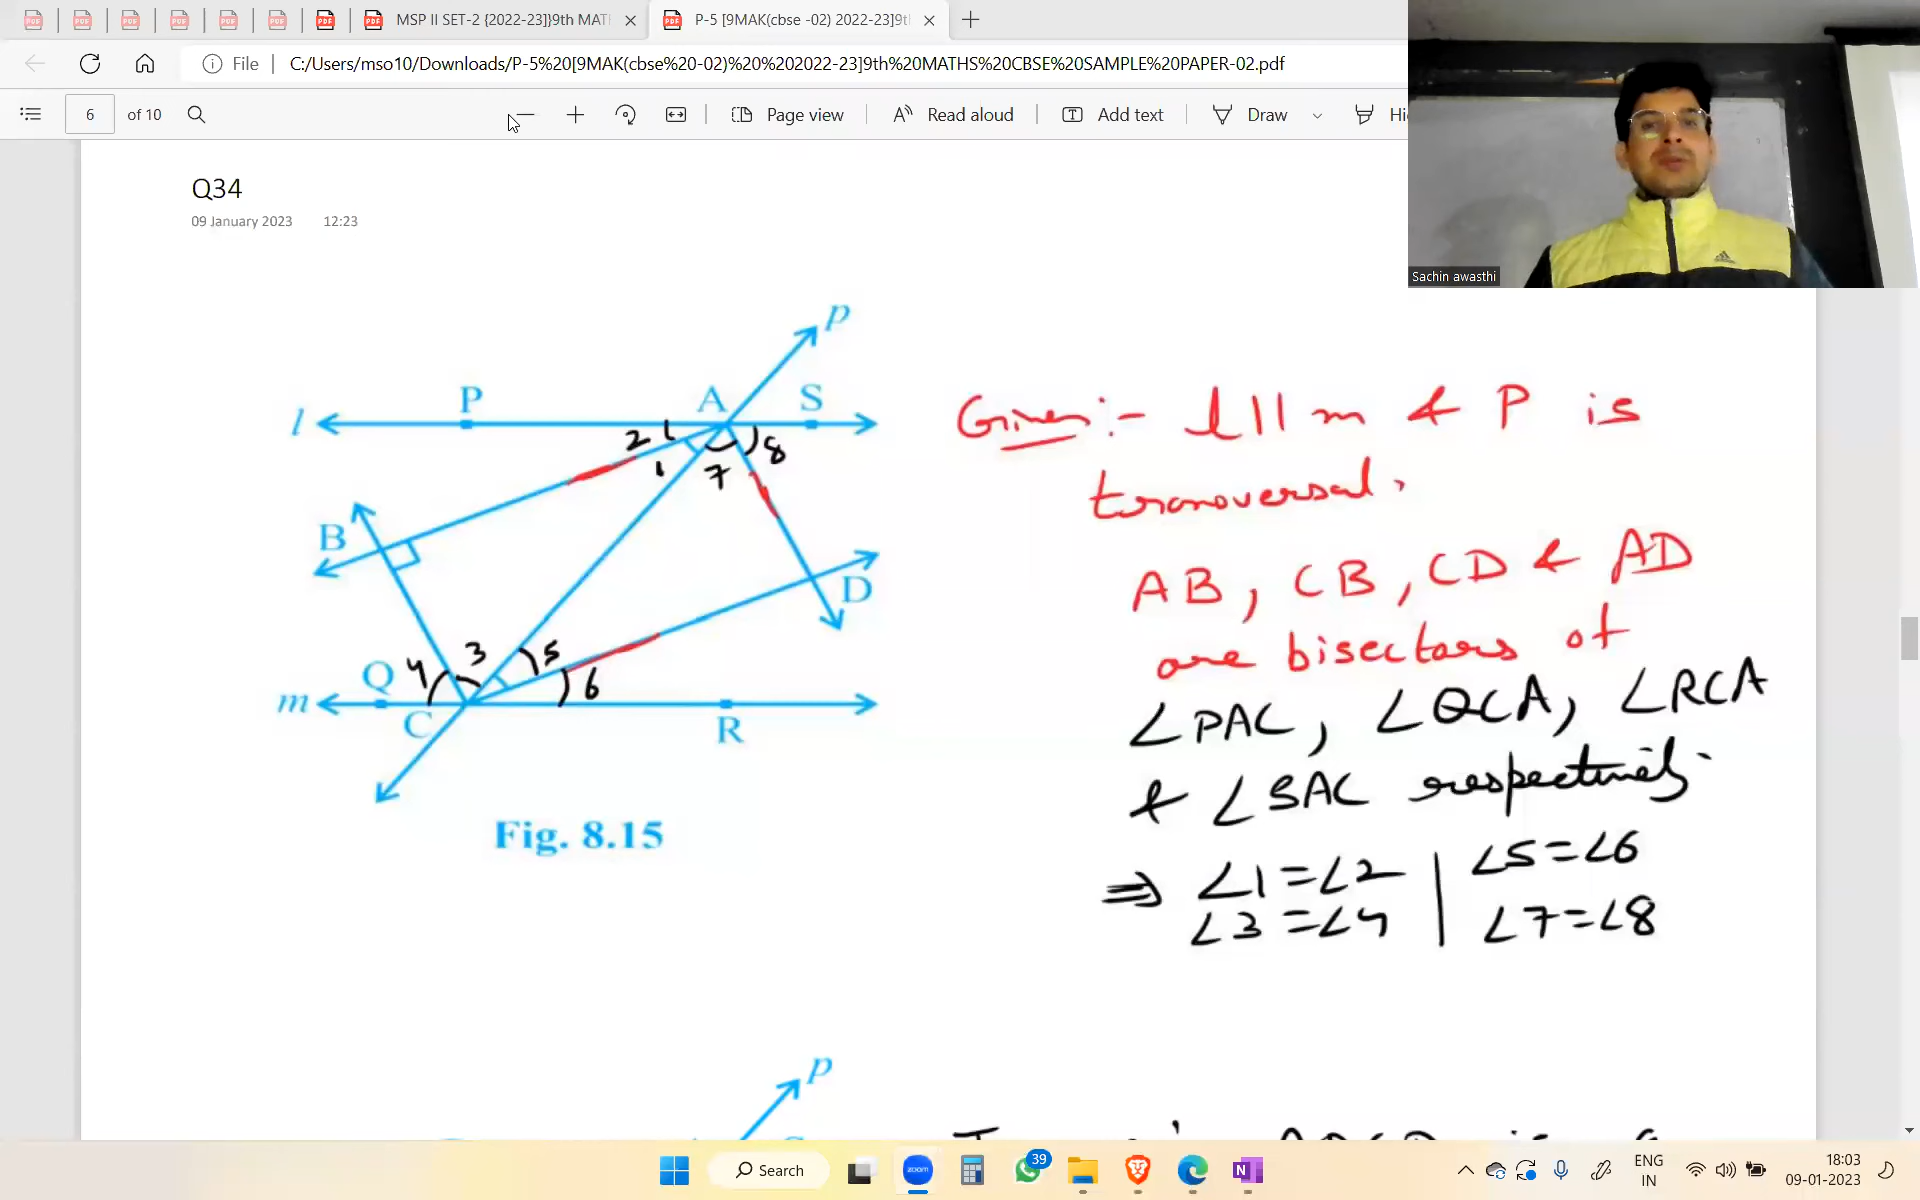 MSP II SET-2 {2022-23]}9th MAT
P-5 [9MAK(cbse -02) 2022-23]9t
File
C:/Users/mso10/Downloads/P-5%20[9MAK(cbse%20-02)%20%202022-23]9th%20MATHS%20CBSE%20SAMPLE%20PAPER-02.pdf
6 of 10
Page view
Read aloud
Add text
Draw
Hi
Sachin awasthi
adidas
Q34
09 January 2023 12:23
p
l P A S
2 1 7 8
B
D
Q 4 3 5 6
m C R
Fig. 8.15
Given:- l || m & P is
transversal.
AB, CB, CD & AD
are bisectors of
∠PAC, ∠QCA, ∠RCA
& ∠SAC respectively.
⇒ ∠1=∠2 | ∠5=∠6
∠3=∠4 | ∠7=∠8
p
Search
zoom
39
N
ENG
IN
18:03
09-01-2023